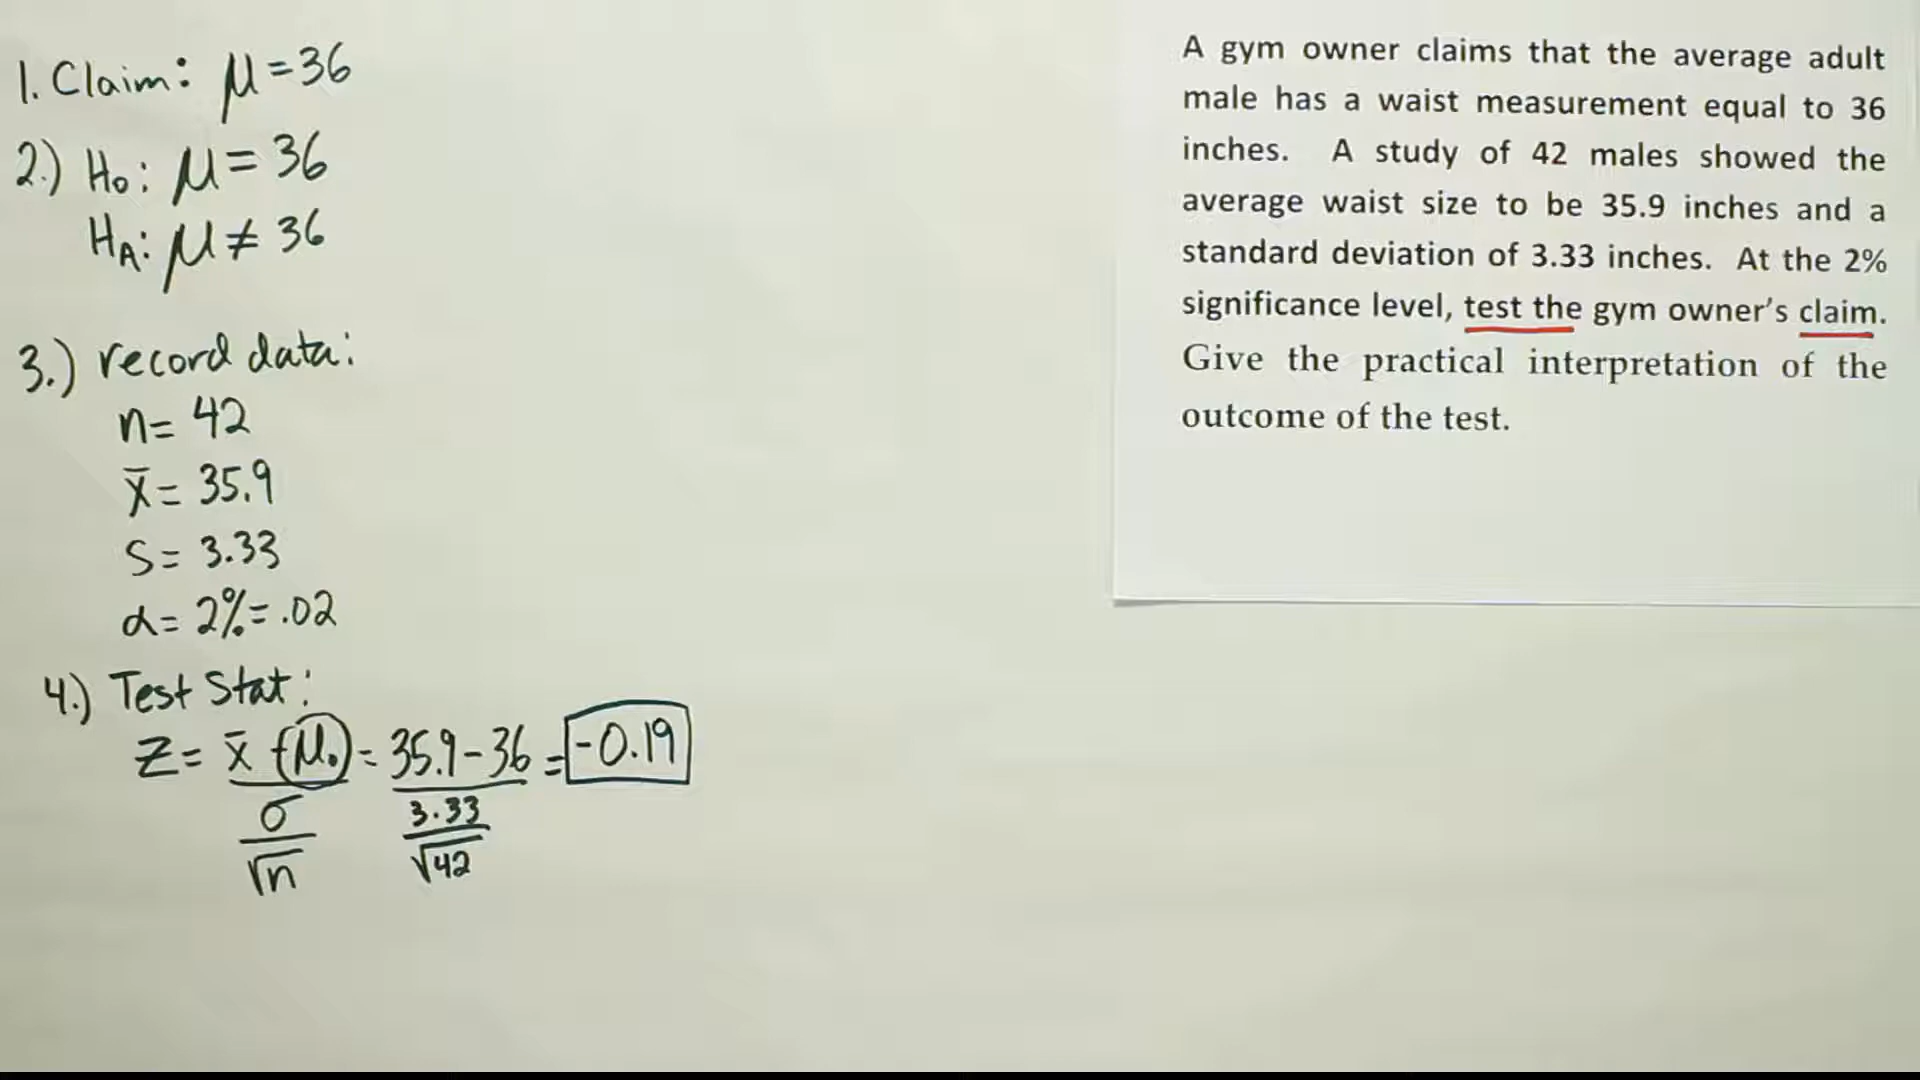 1. Claim: μ = 36
2.) H₀: μ = 36
Hᴀ: μ ≠ 36
3.) record data:
n = 42
x̄ = 35.9
S = 3.33
α = 2% = .02
4.) Test Stat:
Z = x̄ - (μ₀) = 35.9 - 36 = -0.19
σ 3.33
√n √42
A gym owner claims that the average adult
male has a waist measurement equal to 36
inches. A study of 42 males showed the
average waist size to be 35.9 inches and a
standard deviation of 3.33 inches. At the 2%
significance level, test the gym owner's claim.
Give the practical interpretation of the
outcome of the test.